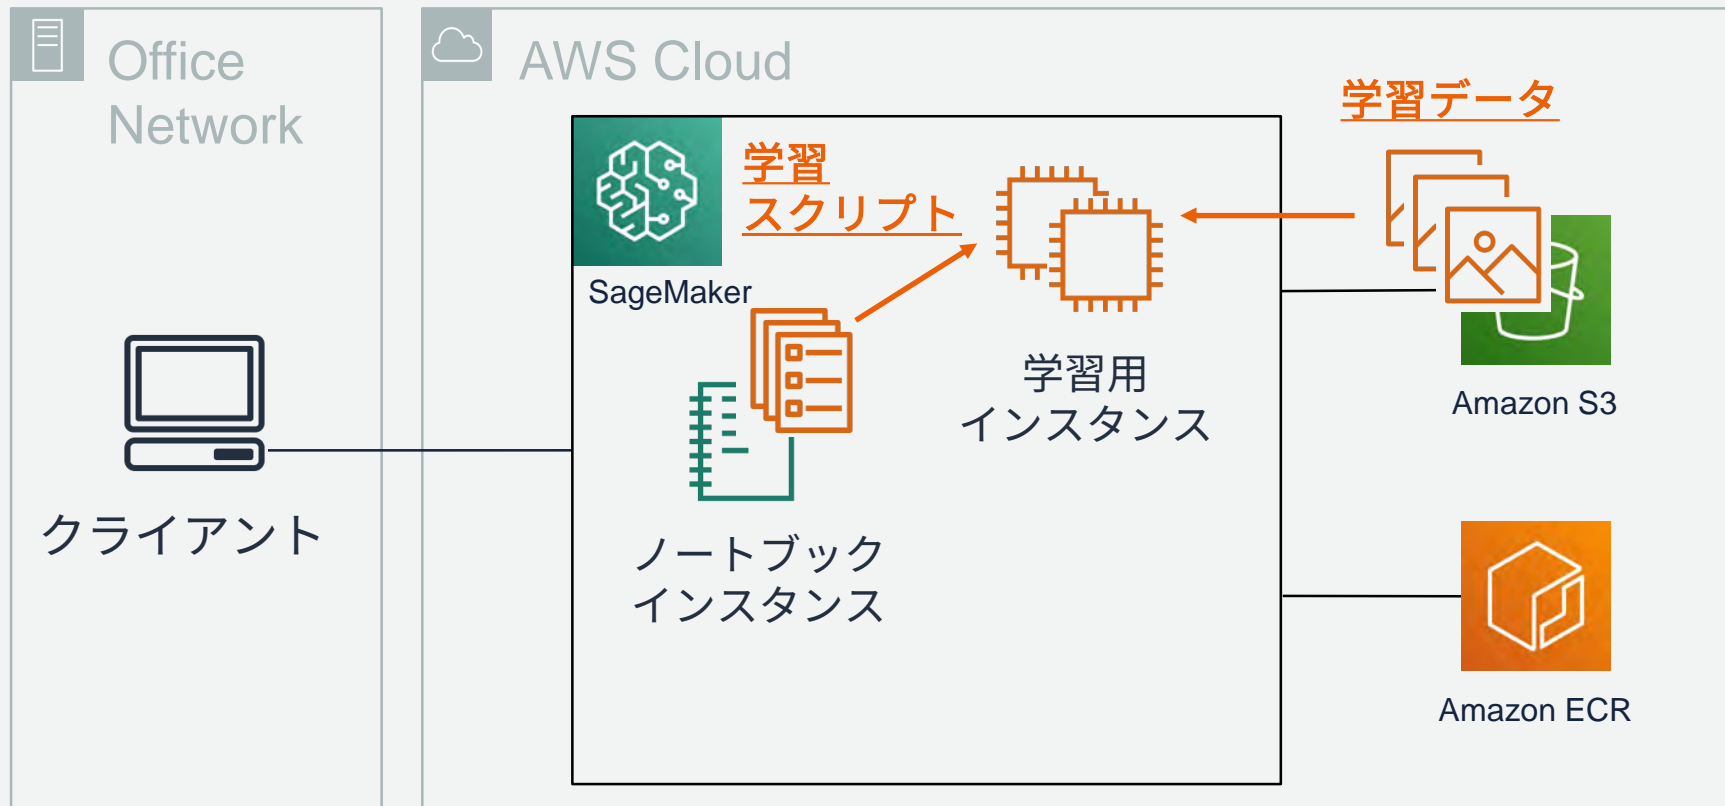 Office
Network
AWS Cloud
学習データ
学習
スクリプト
SageMaker
学習用
インスタンス
Amazon S3
クライアント
ノートブック
インスタンス
Amazon ECR